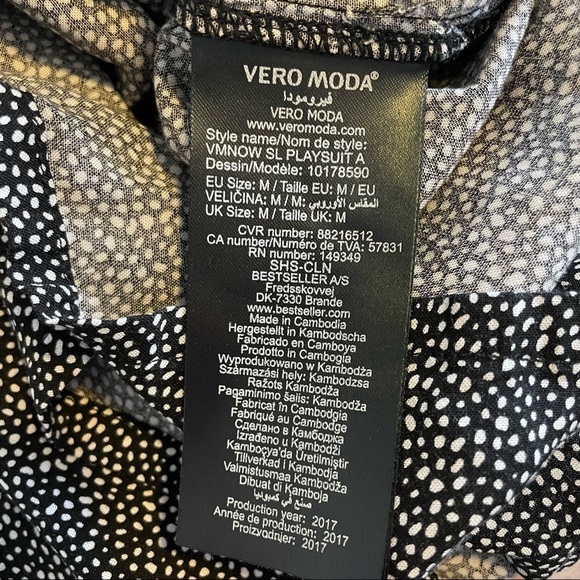 VERO MODA®
فيرومودا
VERO MODA
www.veromoda.com
Style name/Nom de style:
VMNOW SL PLAYSUIT A
Dessin/Modèle: 10178590
EU Size: M / Taille EU: M / EU
VELIČINA: M / M: المقاس الأوروبي
UK Size: M / Taille UK: M
CVR number: 88216512
CA number/Numéro de TVA: 57831
RN number: 149349
SHS-CLN
BESTSELLER A/S
Fredsskovvej
DK-7330 Brande
www.bestseller.com
Made in Cambodia
Hergestellt in Kambodscha
Fabricado en Camboya
Prodotto in Cambogia
Wyprodukowano w Kambodży
Származási hely: Kambodzsa
Ražots Kambodžā
Pagaminimo šalis: Kambodža
Fabricat în Cambodgia
Fabriqué au Cambodge
Сделано в Камбоджа
Izrađeno u Kambodži
Kamboçya'da Üretilmiştir
Tillverkad i Kambodja
Valmistusmaa Kambodža
Dibuat di Kamboja
صنع في كمبوديا
Production year: 2017
Année de production: 2017
Proizvodnja: 2017